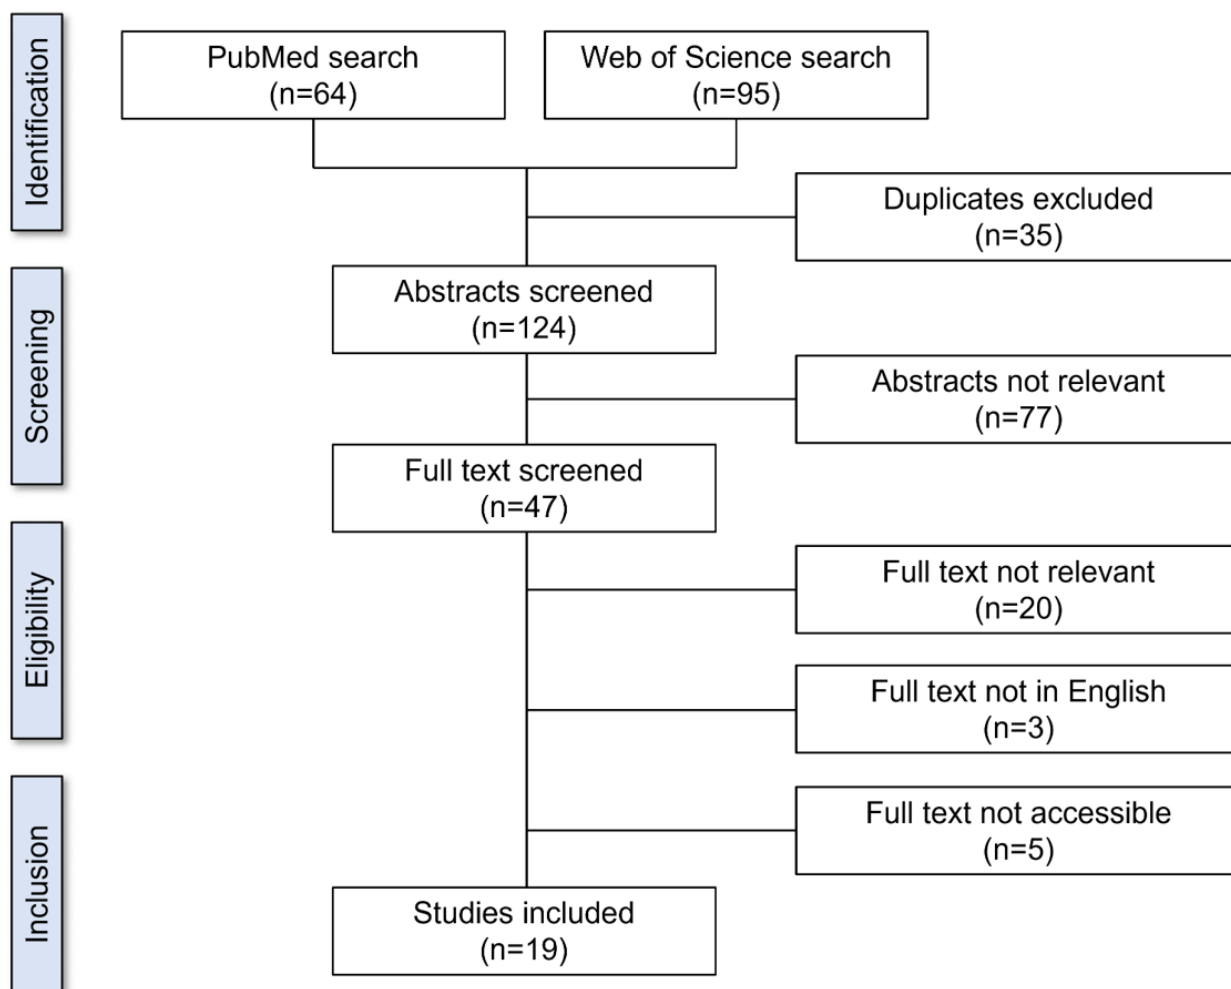 Identification
PubMed search
(n=64)
Web of Science search
(n=95)
Duplicates excluded
(n=35)
Screening
Abstracts screened
(n=124)
Abstracts not relevant
(n=77)
Full text screened
(n=47)
Eligibility
Full text not relevant
(n=20)
Full text not in English
(n=3)
Inclusion
Full text not accessible
(n=5)
Studies included
(n=19)